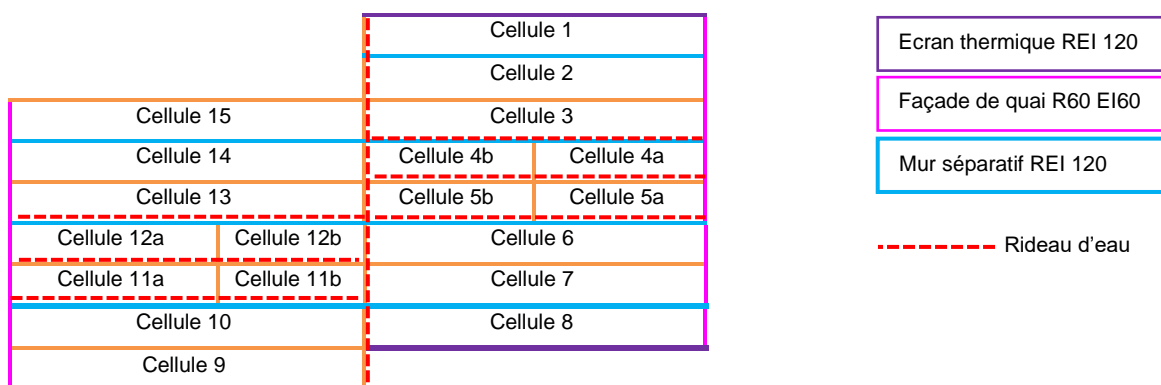 Cellule 1
Cellule 2
Cellule 15
Cellule 3
Cellule 14
Cellule 4b
Cellule 4a
Cellule 13
Cellule 5b
Cellule 5a
Cellule 12a
Cellule 12b
Cellule 6
Cellule 11a
Cellule 11b
Cellule 7
Cellule 10
Cellule 8
Cellule 9
Ecran thermique REI 120
Façade de quai R60 EI60
Mur séparatif REI 120
Rideau d'eau